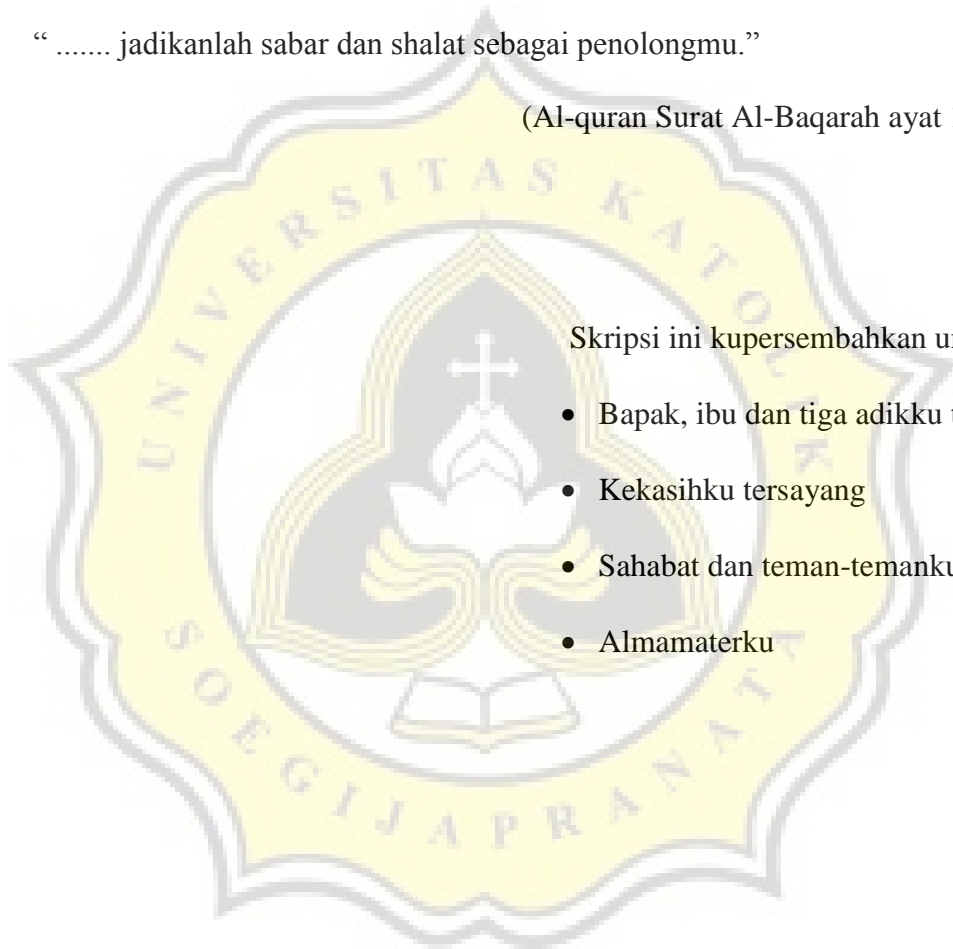 “ ....... jadikanlah sabar dan shalat sebagai penolongmu.”
(Al-quran Surat Al-Baqarah ayat
UNIVERSITAS KATOLIK
Skripsi ini kupersembahkan
• Bapak, ibu dan tiga adikku
• Kekasihku tersayang
• Sahabat dan teman-temanku
• Almamaterku
SOEGIJAPRANATA